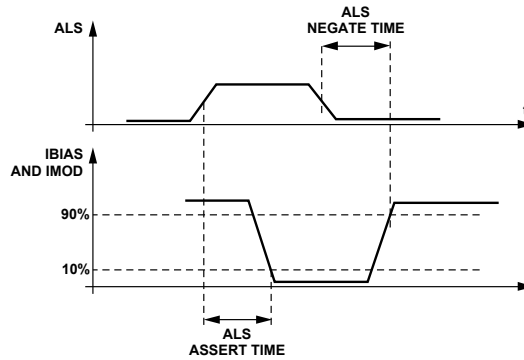 ALS
ALS
NEGATE TIME
t
IBIAS
AND IMOD
90%
10%
ALS
ASSERT TIME